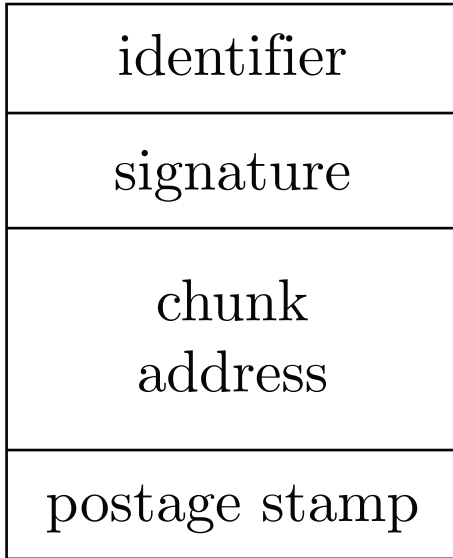 identifier
signature
chunk
address
postage stamp